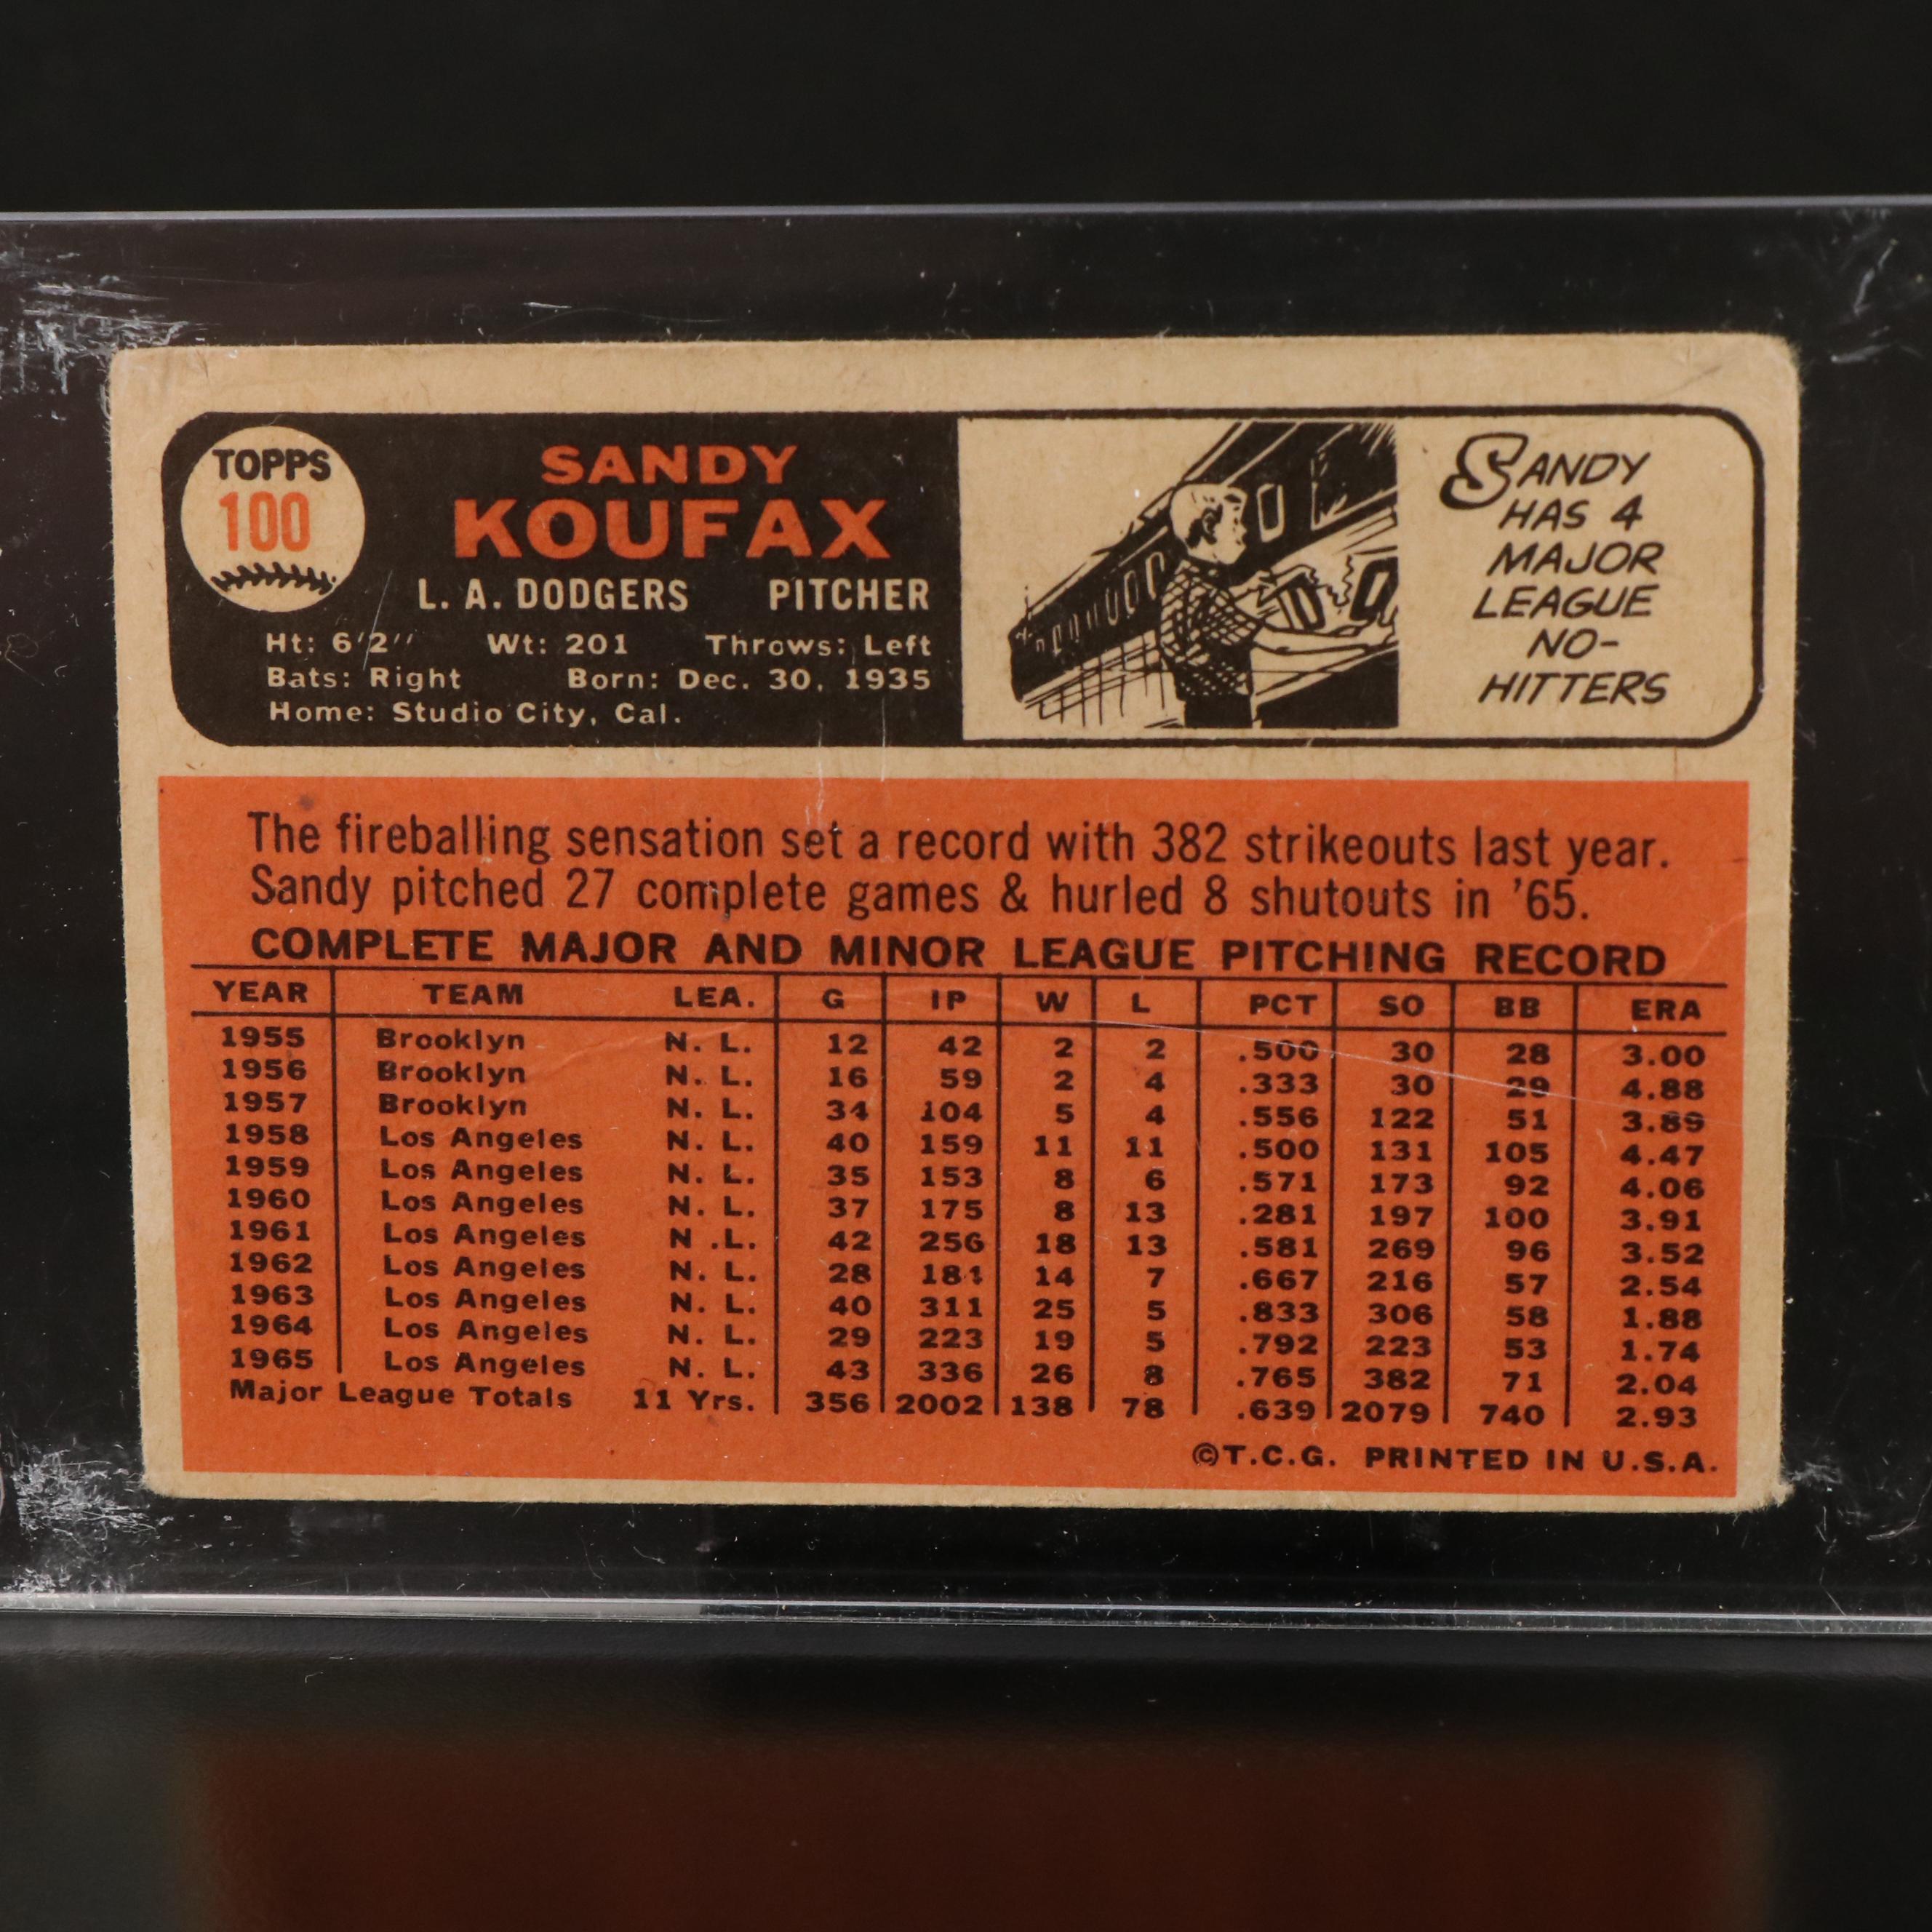 TOPPS
100
SANDY
KOUFAX
L. A. DODGERS PITCHER
Ht: 6'2" Wt: 201 Throws: Left
Bats: Right Born: Dec. 30, 1935
Home: Studio City, Cal.
SANDY
HAS 4
MAJOR
LEAGUE
NO-
HITTERS
The fireballing sensation set a record with 382 strikeouts last year.
Sandy pitched 27 complete games & hurled 8 shutouts in '65.
COMPLETE MAJOR AND MINOR LEAGUE PITCHING RECORD
YEAR TEAM LEA. G IP W L PCT SO BB ERA
1955 Brooklyn N. L. 12 42 2 2 .500 30 28 3.00
1956 Brooklyn N. L. 16 59 2 4 .333 30 29 4.88
1957 Brooklyn N. L. 34 104 5 4 .556 122 51 3.89
1958 Los Angeles N. L. 40 159 11 11 .500 131 105 4.47
1959 Los Angeles N. L. 35 153 8 6 .571 173 92 4.06
1960 Los Angeles N. L. 37 175 8 13 .281 197 100 3.91
1961 Los Angeles N .L. 42 256 18 13 .581 269 96 3.52
1962 Los Angeles N. L. 28 184 14 7 .667 216 57 2.54
1963 Los Angeles N. L. 40 311 25 5 .833 306 58 1.88
1964 Los Angeles N. L. 29 223 19 5 .792 223 53 1.74
1965 Los Angeles N. L. 43 336 26 8 .765 382 71 2.04
Major League Totals 11 Yrs. 356 2002 138 78 .639 2079 740 2.93
©T.C.G. PRINTED IN U.S.A.